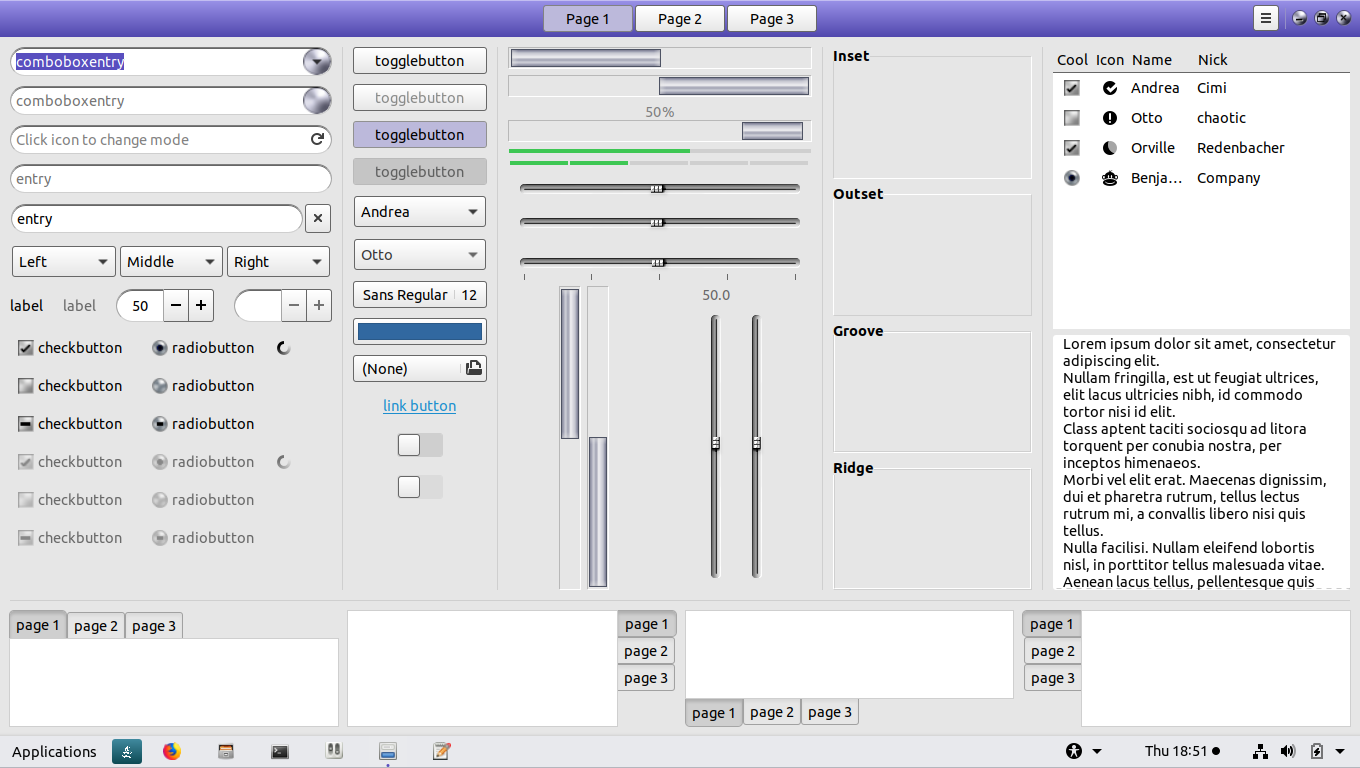 Page 1 Page 2 Page 3
comboboxentry
comboboxentry
Click icon to change mode
entry
entry
Left Middle Right
label label 50
checkbutton radiobutton
checkbutton radiobutton
checkbutton radiobutton
checkbutton radiobutton
checkbutton radiobutton
checkbutton radiobutton
togglebutton
togglebutton
togglebutton
togglebutton
Andrea
Otto
Sans Regular 12
(None)
link button
50%
50.0
Inset
Outset
Groove
Ridge
Cool Icon Name Nick
Andrea Cimi
Otto chaotic
Orville Redenbacher
Benja… Company
Lorem ipsum dolor sit amet, consectetur
adipiscing elit.
Nullam fringilla, est ut feugiat ultrices,
elit lacus ultricies nibh, id commodo
tortor nisi id elit.
Class aptent taciti sociosqu ad litora
torquent per conubia nostra, per
inceptos himenaeos.
Morbi vel elit erat. Maecenas dignissim,
dui et pharetra rutrum, tellus lectus
rutrum mi, a convallis libero nisi quis
tellus.
Nulla facilisi. Nullam eleifend lobortis
nisl, in porttitor tellus malesuada vitae.
Aenean lacus tellus, pellentesque quis
page 1 page 2 page 3
page 1
page 2
page 3
page 1 page 2 page 3
page 1
page 2
page 3
Applications Thu 18:51